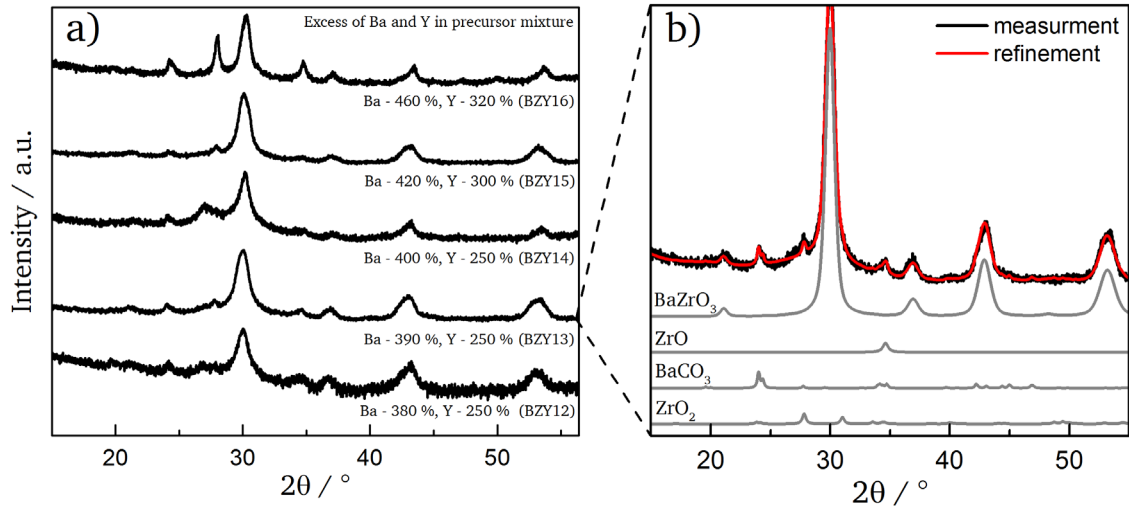 a)
Excess of Ba and Y in precursor mixture
Ba - 460 %, Y - 320 % (BZY16)
Ba - 420 %, Y - 300 % (BZY15)
Ba - 400 %, Y - 250 % (BZY14)
Ba - 390 %, Y - 250 % (BZY13)
Ba - 380 %, Y - 250 % (BZY12)
Intensity / a.u.
20 30 40 50
2θ / °
b)
measurment
refinement
BaZrO₃
ZrO
BaCO₃
ZrO₂
20 30 40 50
2θ / °